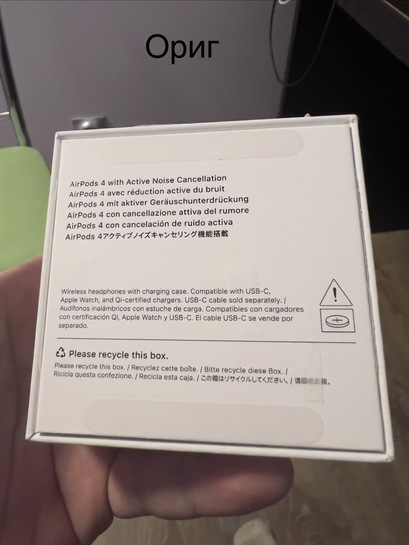 Ориг
AirPods 4 with Active Noise Cancellation
AirPods 4 avec réduction active du bruit
AirPods 4 mit aktiver Geräuschunterdrückung
AirPods 4 con cancellazione attiva del rumore
AirPods 4 con cancelación de ruido activa
AirPods 4アクティブノイズキャンセリング機能搭載
Wireless headphones with charging case. Compatible with USB-C,
Apple Watch, and Qi-certified chargers. USB-C cable sold separately. /
Audífonos inalámbricos con estuche de carga. Compatibles con cargadores
con certificación Qi, Apple Watch y USB-C. El cable USB-C se vende por
separado.
Please recycle this box.
Please recycle this box. / Recyclez cette boîte. / Bitte recycle diese Box. /
Ricicla questa confezione. / Recicla esta caja. / この箱はリサイクルしてください。/